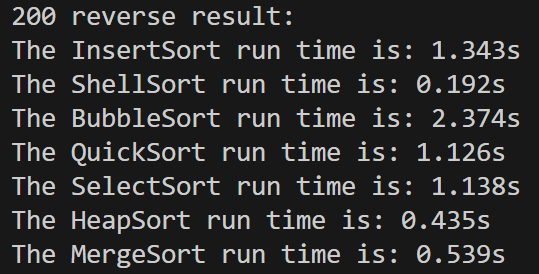 200 reverse result:
The InsertSort run time is: 1.343s
The ShellSort run time is: 0.192s
The BubbleSort run time is: 2.374s
The QuickSort run time is: 1.126s
The SelectSort run time is: 1.138s
The HeapSort run time is: 0.435s
The MergeSort run time is: 0.539s